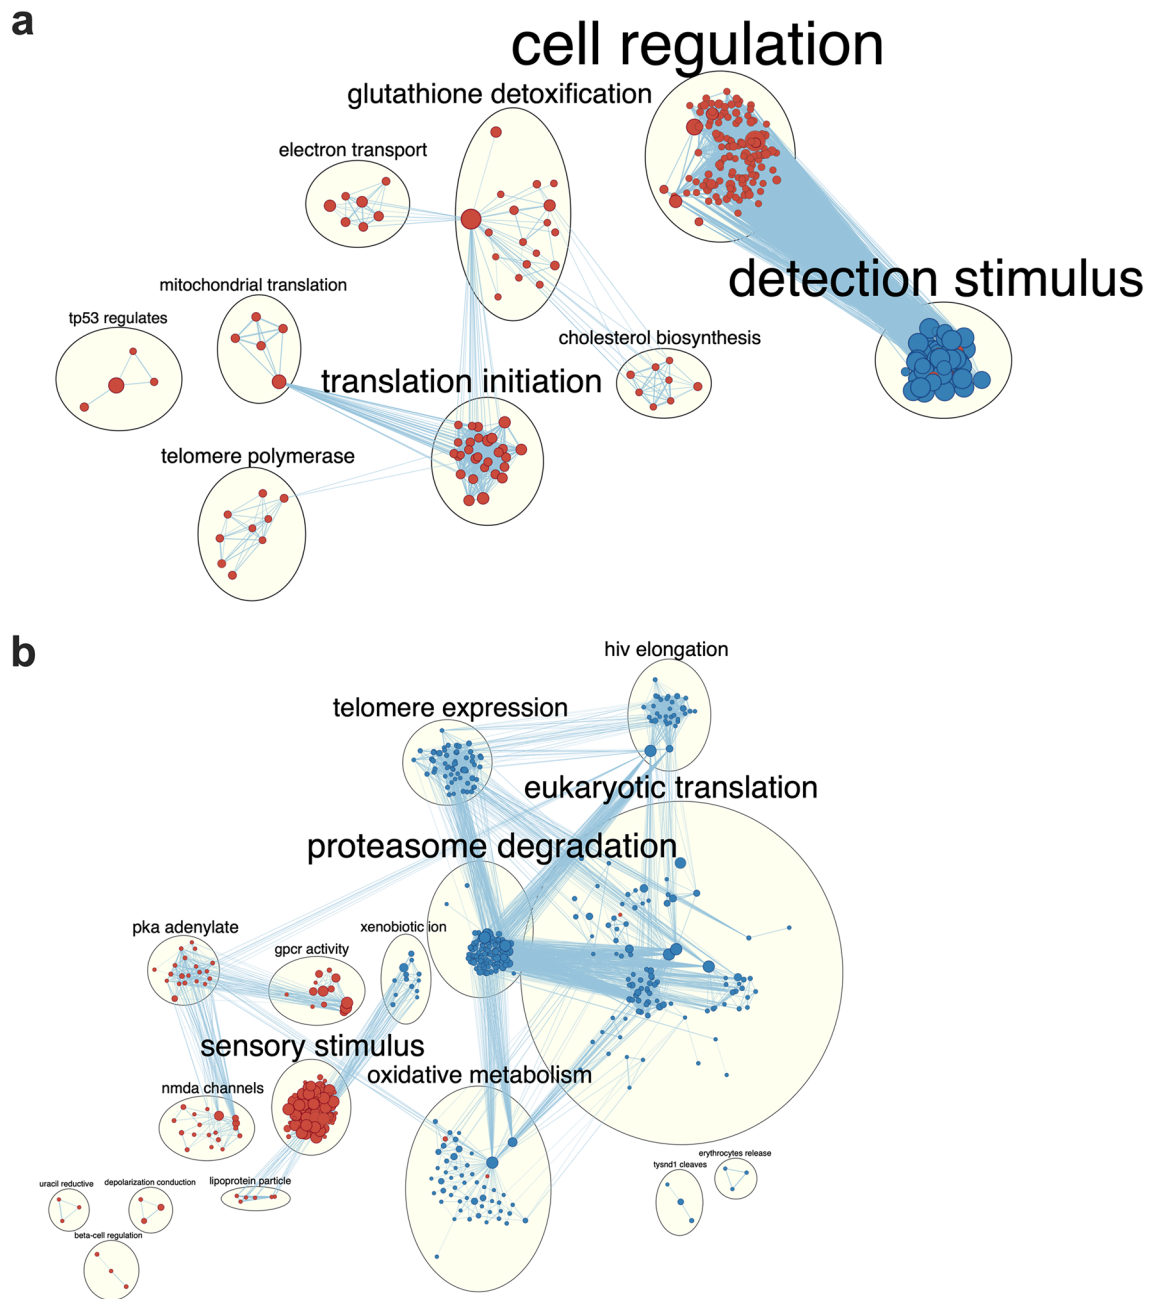 a
cell regulation
glutathione detoxification
electron transport
detection stimulus
mitochondrial translation
tp53 regulates
cholesterol biosynthesis
translation initiation
telomere polymerase
b
hiv elongation
telomere expression
eukaryotic translation
proteasome degradation
pka adenylate
xenobiotic ion
gpcr activity
sensory stimulus
oxidative metabolism
nmda channels
erythrocytes release
tysnd1 cleaves
lipoprotein particle
uracil reductive
depolarization conduction
beta-cell regulation